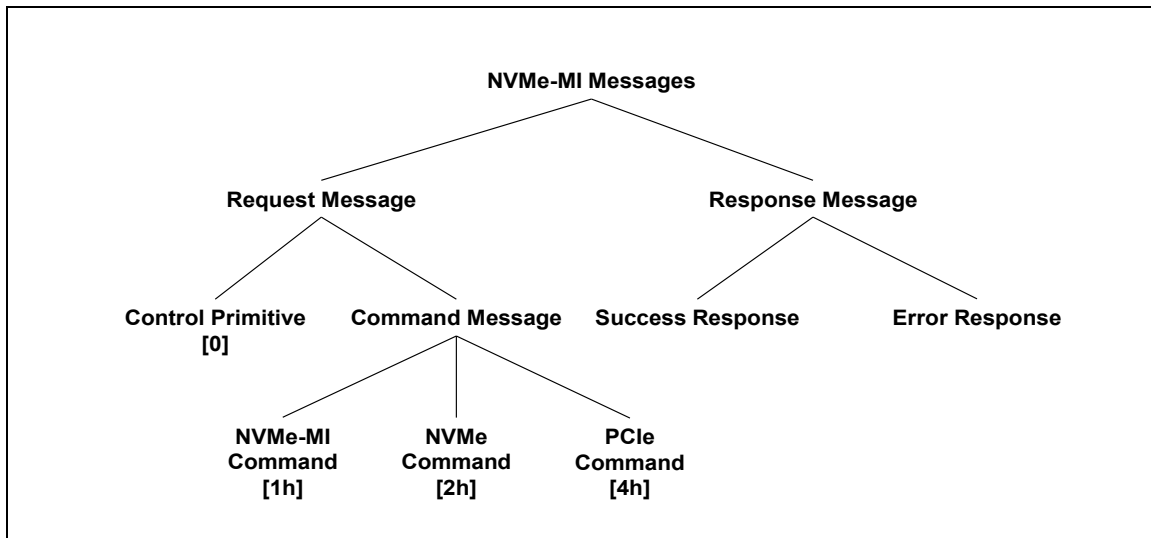 NVMe-MI Messages
Request Message
Response Message
Control Primitive
[0]
Command Message
Success Response
Error Response
NVMe-MI
Command
[1h]
NVMe
Command
[2h]
PCIe
Command
[4h]